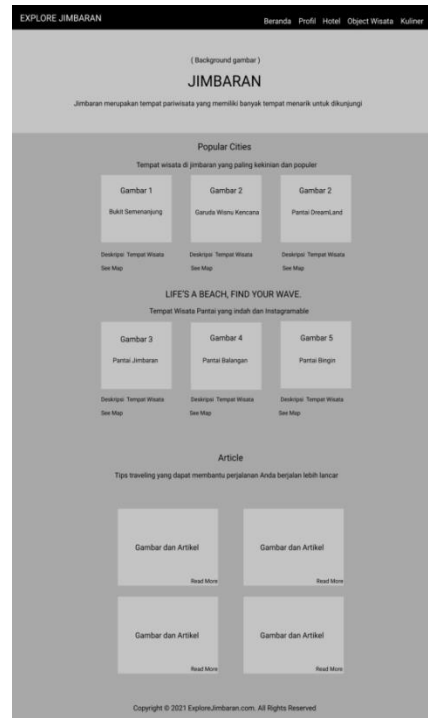 EXPLORE JIMBARAN
Beranda Profil Hotel Object Wisata Kuliner
( Background gambar )
JIMBARAN
Jimbaran merupakan tempat pariwisata yang memiliki banyak tempat menarik untuk dikunjungi
Popular Cities
Tempat wisata di jimbaran yang paling kekinian dan populer
Gambar 1 Gambar 2 Gambar 2
Bukit Semenanjung Garuda Wisnu Kencana Pantai DreamLand
Deskripsi Tempat Wisata Deskripsi Tempat Wisata Deskripsi Tempat Wisata
See Map See Map See Map
LIFE'S A BEACH, FIND YOUR WAVE.
Tempat Wisata Pantai yang indah dan Instagramable
Gambar 3 Gambar 4 Gambar 5
Pantai Jimbaran Pantai Balangan Pantai Bingin
Deskripsi Tempat Wisata Deskripsi Tempat Wisata Deskripsi Tempat Wisata
See Map See Map See Map
Article
Tips traveling yang dapat membantu perjalanan Anda berjalan lebih lancar
Gambar dan Artikel Gambar dan Artikel
Read More Read More
Gambar dan Artikel Gambar dan Artikel
Read More Read More
Copyright © 2021 ExploreJimbaran.com. All Rights Reserved